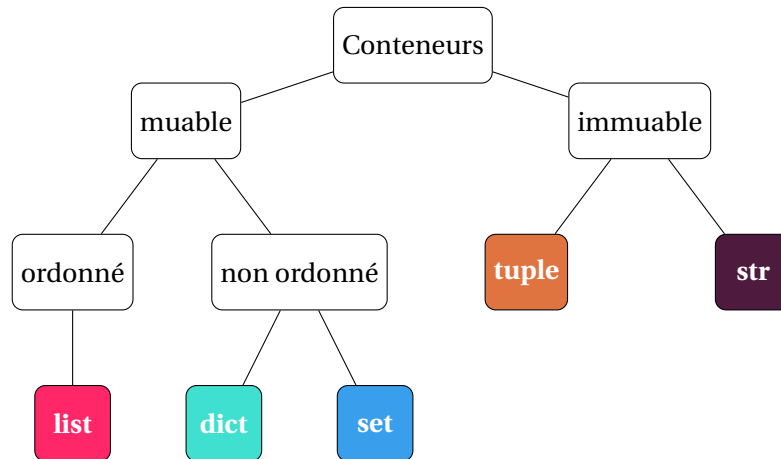 Conteneurs
muable
immuable
ordonné
non ordonné
tuple
str
list
dict
set